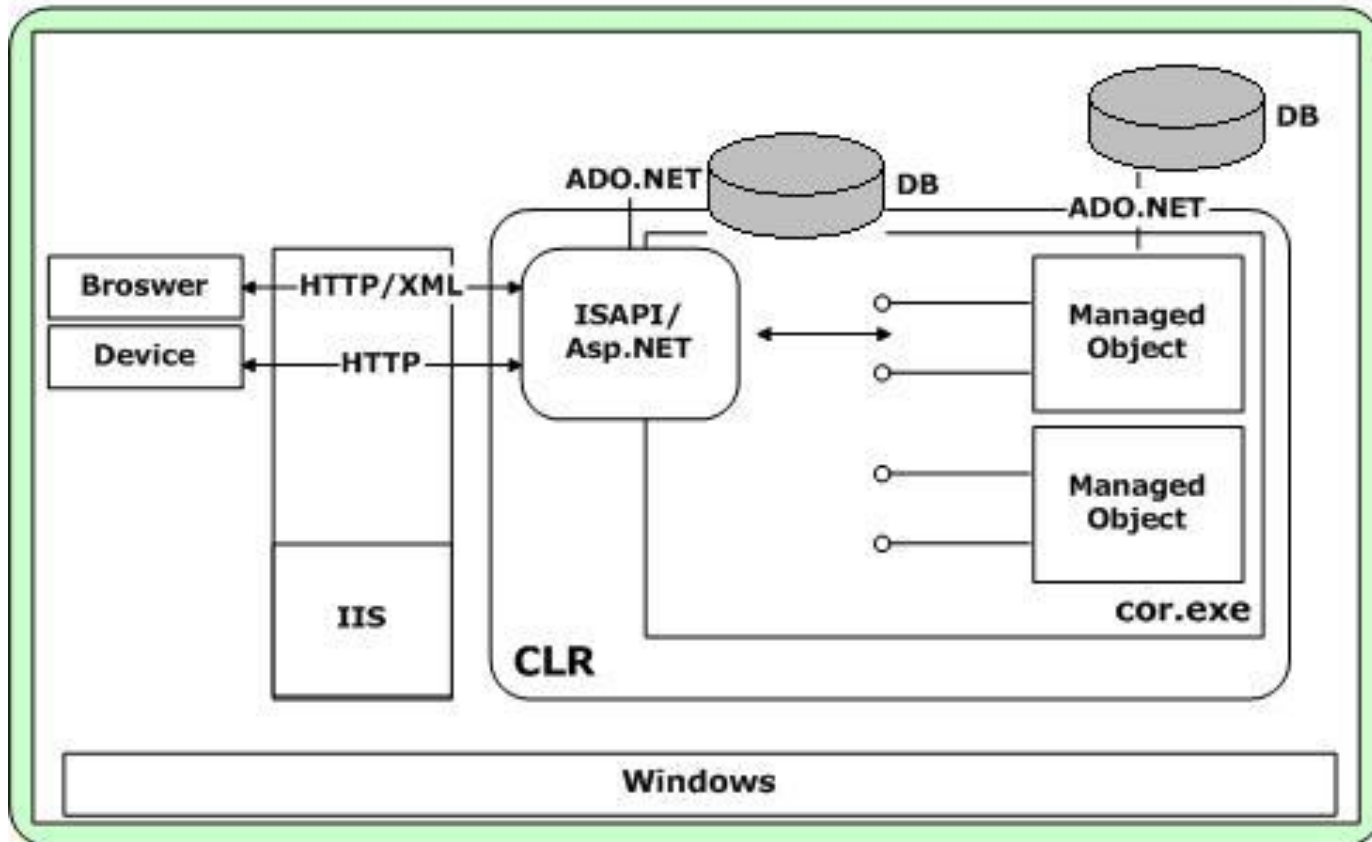 DB
ADO.NET
DB
ADO.NET
Broswer
HTTP/XML
ISAPI/
Asp.NET
Managed
Object
Device
HTTP
Managed
Object
IIS
cor.exe
CLR
Windows